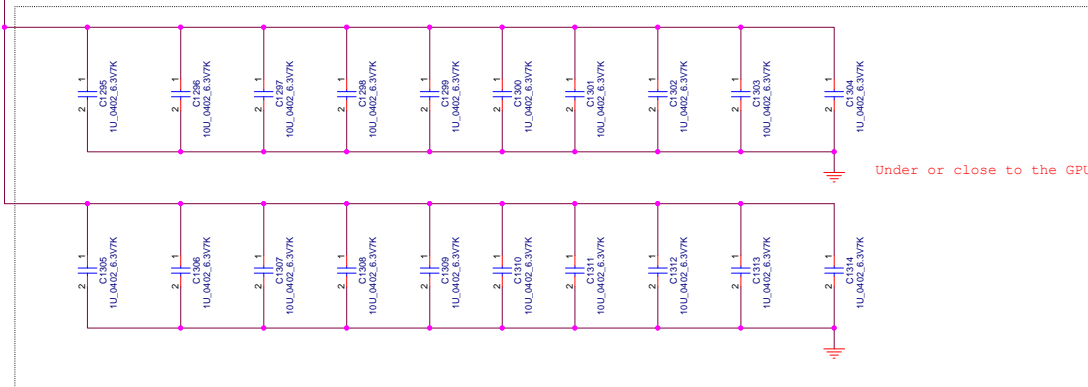 1
2
C1295
1U_0402_6.3V7K
1
2
C1296
10U_0402_6.3V7K
1
2
C1297
10U_0402_6.3V7K
1
2
C1298
10U_0402_6.3V7K
1
2
C1299
1U_0402_6.3V7K
1
2
C1300
1U_0402_6.3V7K
1
2
C1301
10U_0402_6.3V7K
1
2
C1302
1U_0402_6.3V7K
1
2
C1303
10U_0402_6.3V7K
1
2
C1304
1U_0402_6.3V7K
Under or close to the GPU
1
2
C1305
1U_0402_6.3V7K
1
2
C1306
1U_0402_6.3V7K
1
2
C1307
10U_0402_6.3V7K
1
2
C1308
10U_0402_6.3V7K
1
2
C1309
1U_0402_6.3V7K
1
2
C1310
10U_0402_6.3V7K
1
2
C1311
10U_0402_6.3V7K
1
2
C1312
1U_0402_6.3V7K
1
2
C1313
1U_0402_6.3V7K
1
2
C1314
1U_0402_6.3V7K